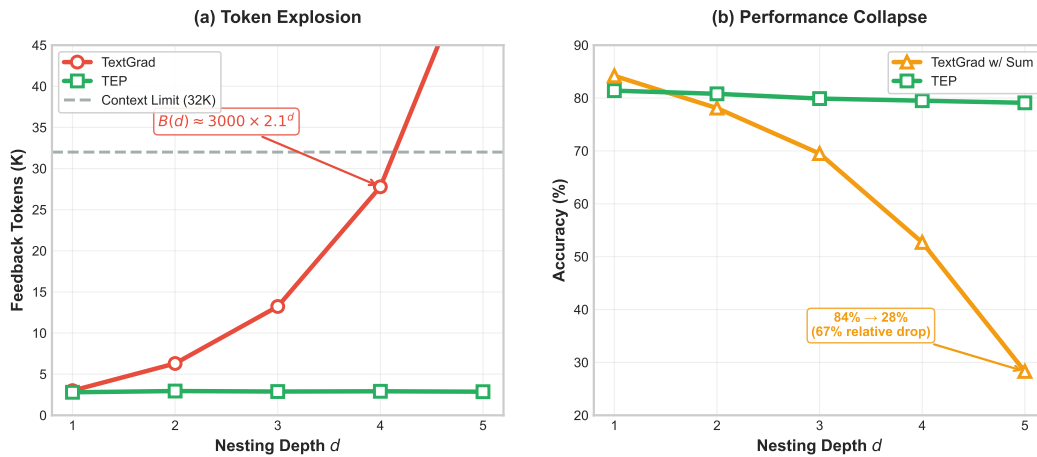 (a) Token Explosion
45
40
35
30
25
20
15
10
5
0
Feedback Tokens (K)
TextGrad
TEP
Context Limit (32K)
B(d) ≈ 3000 × 2.1^d
1 2 3 4 5
Nesting Depth d
(b) Performance Collapse
90
80
70
60
50
40
30
20
Accuracy (%)
TextGrad w/ Sum
TEP
84% → 28%
(67% relative drop)
1 2 3 4 5
Nesting Depth d